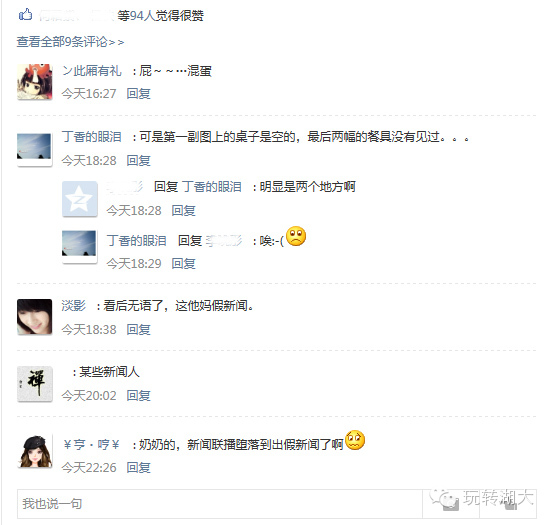 等94人觉得很赞
查看全部9条评论>>
ン此厢有礼 : 屁～～…混蛋
今天16:27 回复
丁香的眼泪 : 可是第一副图上的桌子是空的，最后两幅的餐具没有见过。。。
今天18:28 回复
回复 丁香的眼泪 : 明显是两个地方啊
今天18:28 回复
丁香的眼泪 回复 : 唉:-(
今天18:29 回复
淡影 : 看后无语了，这他妈假新闻。
今天18:38 回复
: 某些新闻人
今天20:02 回复
禪
￥亨·哼￥ : 奶奶的，新闻联播堕落到出假新闻了啊
今天22:26 回复
我也说一句
玩转湖大